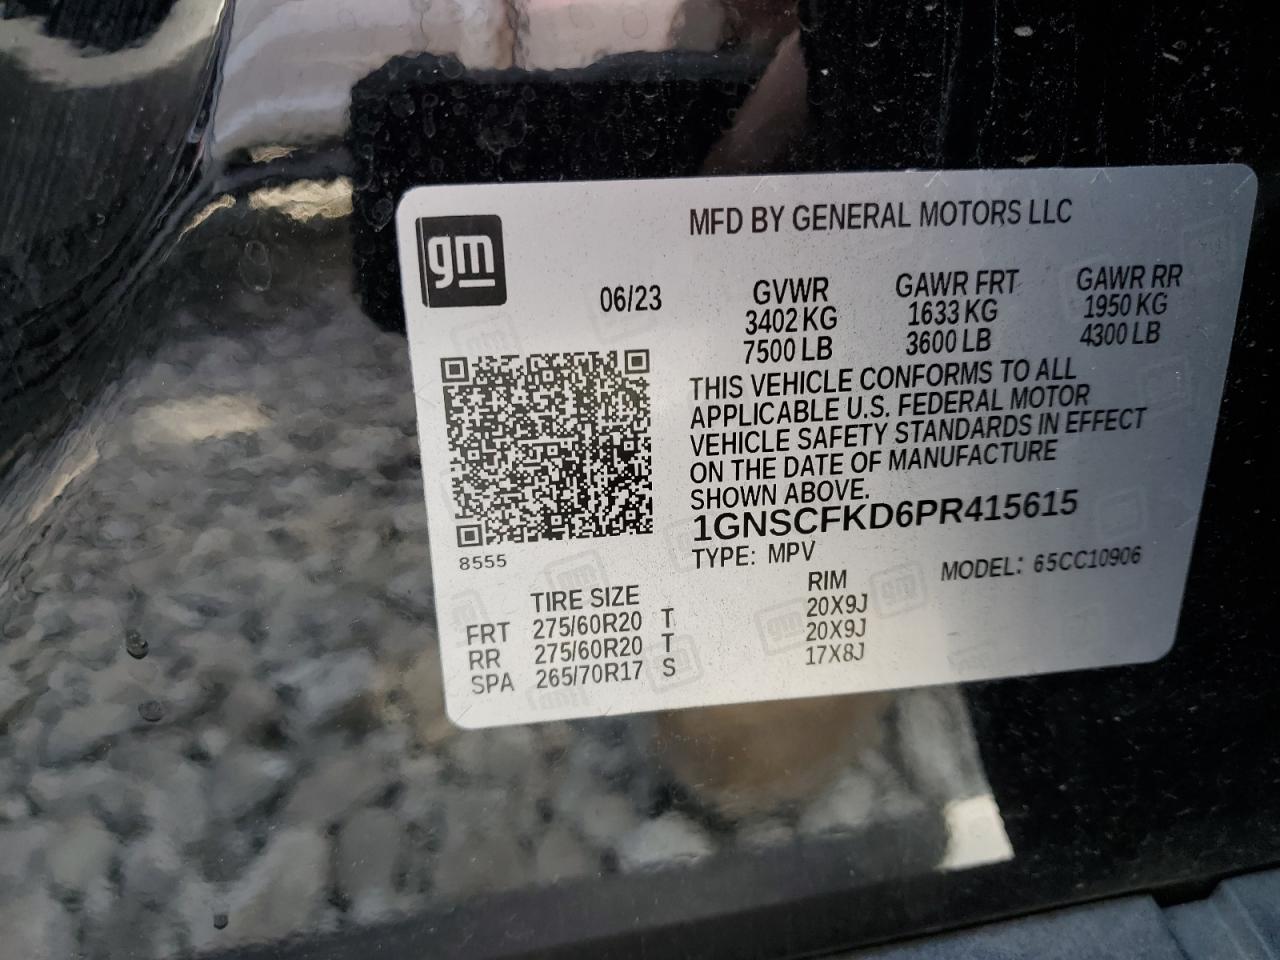 gm
MFD BY GENERAL MOTORS LLC
06/23
GVWR GAWR FRT GAWR RR
3402 KG 1633 KG 1950 KG
7500 LB 3600 LB 4300 LB
THIS VEHICLE CONFORMS TO ALL
APPLICABLE U.S. FEDERAL MOTOR
VEHICLE SAFETY STANDARDS IN EFFECT
ON THE DATE OF MANUFACTURE
SHOWN ABOVE.
1GNSCFKD6PR415615
8555
TYPE: MPV MODEL: 65CC10906
TIRE SIZE RIM
FRT 275/60R20 T 20X9J
RR 275/60R20 T 20X9J
SPA 265/70R17 S 17X8J